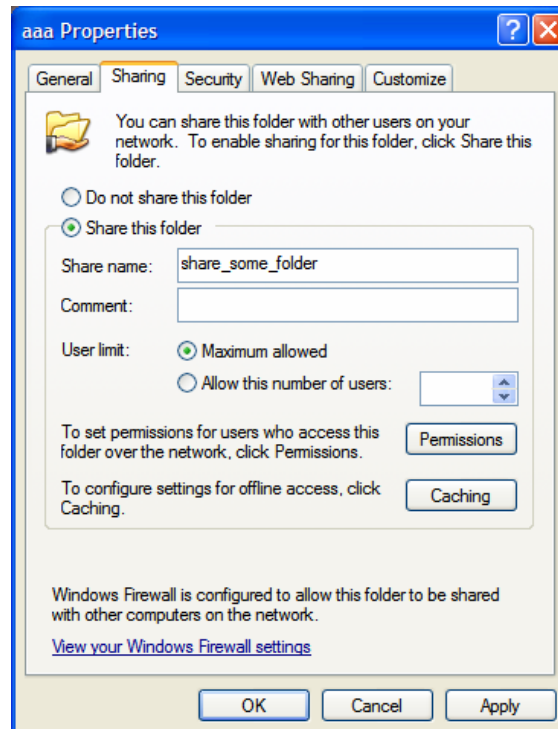 aaa Properties
General Sharing Security Web Sharing Customize
You can share this folder with other users on your
network. To enable sharing for this folder, click Share this
folder.
Do not share this folder
Share this folder
Share name: share_some_folder
Comment:
User limit: Maximum allowed
Allow this number of users:
To set permissions for users who access this
folder over the network, click Permissions.
Permissions
To configure settings for offline access, click
Caching.
Caching
Windows Firewall is configured to allow this folder to be shared
with other computers on the network.
View your Windows Firewall settings
OK Cancel Apply